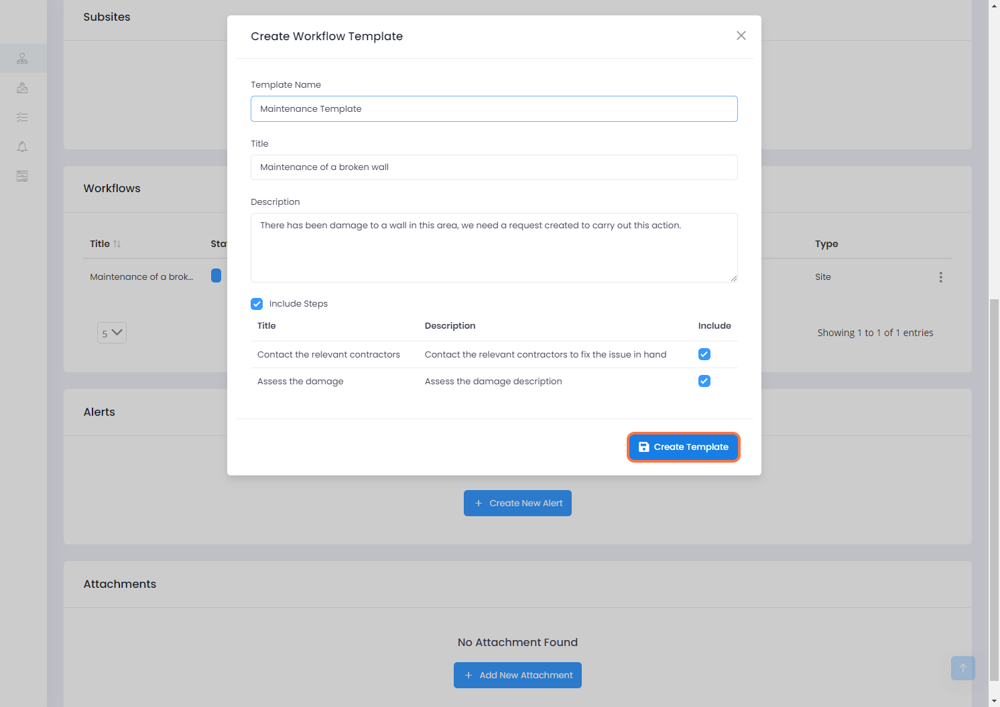 Subsites
Create Workflow Template
Template Name
Maintenance Template
Title
Maintenance of a broken wall
Workflows
Description
There has been damage to a wall in this area, we need a request created to carry out this action.
Title Sta Type
Maintenance of a brok... Site
Include Steps
Title Description Include
5 Showing 1 to 1 of 1 entries
Contact the relevant contractors Contact the relevant contractors to fix the issue in hand
Assess the damage Assess the damage description
Alerts
Create Template
+ Create New Alert
Attachments
No Attachment Found
+ Add New Attachment